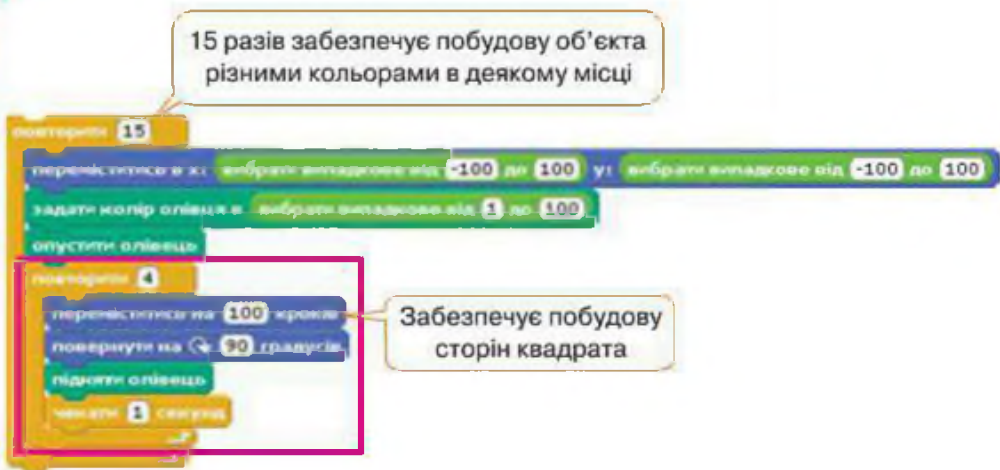 15 разів забезпечує побудову об’єкта
різними кольорами в деякому місці
повторити 15
переміститися в x: вибрати випадкове від -100 до 100 y: вибрати випадкове від -100 до 100
задати колір олівця в вибрати випадкове від 1 до 100
опустити олівець
повторити 4
переміститися на 100 кроків
повернути на 90 градусів
підняти олівець
чекати 1 секунд
Забезпечує побудову
сторін квадрата